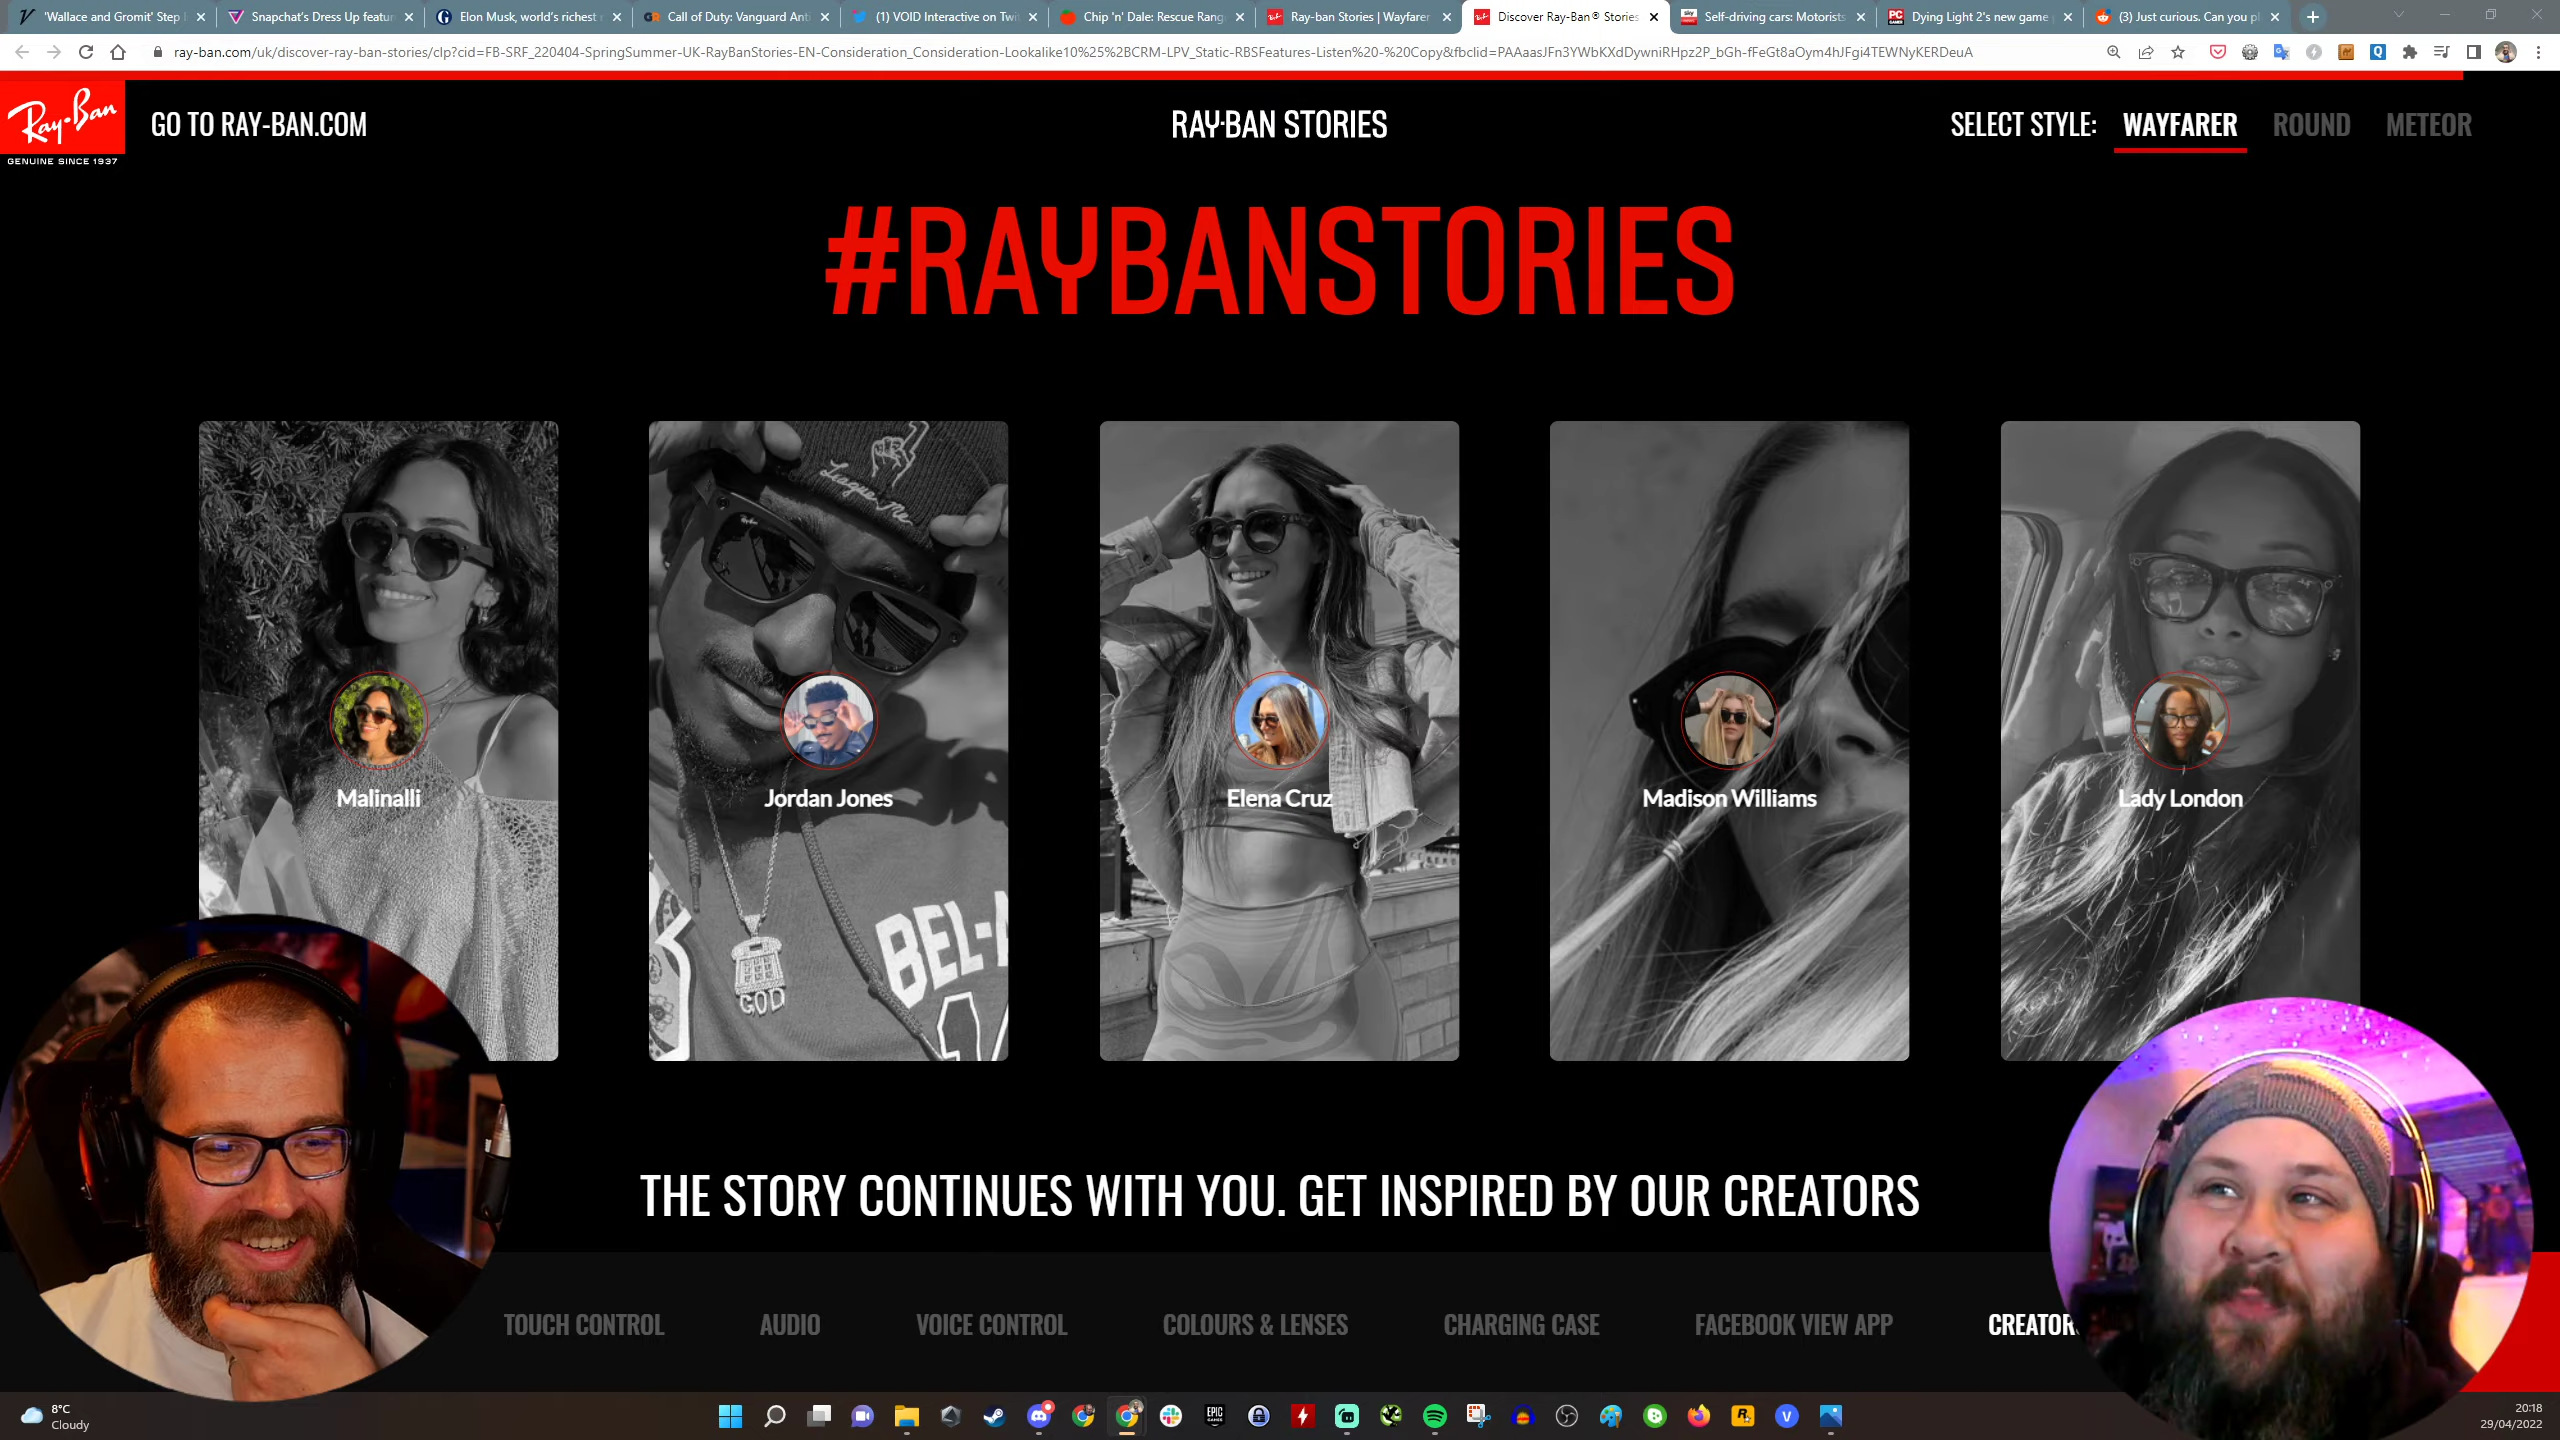 'Wallace and Gromit' Step
Snapchat's Dress Up featur
Elon Musk, world's richest
Call of Duty: Vanguard Anti
(1) VOID Interactive on Twit
Chip 'n' Dale: Rescue Rang
Ray-ban Stories | Wayfarer
Discover Ray-Ban® Stories
Self-driving cars: Motorists
Dying Light 2's new game
(3) Just curious. Can you pl
ray-ban.com/uk/discover-ray-ban-stories/clp?cid=FB-SRF_220404-SpringSummer-UK-RayBanStories-EN-Consideration_Consideration-Lookalike10%25%2BCRM-LPV_Static-RBSFeatures-Listen%20-%20Copy&fbclid=PAAaasJFn3YWbKXdDywniRHpz2P_bGh-fFeGt8aOym4hJFgi4TEWNyKERDeuA
Ray-Ban
GENUINE SINCE 1937
GO TO RAY-BAN.COM
RAY-BAN STORIES
SELECT STYLE: WAYFARER ROUND METEOR
#RAYBANSTORIES
League Me
Malinalli
Jordan Jones
Elena Cruz
Madison Williams
Lady London
BEL-A
GOD
THE STORY CONTINUES WITH YOU. GET INSPIRED BY OUR CREATORS
TOUCH CONTROL
AUDIO
VOICE CONTROL
COLOURS & LENSES
CHARGING CASE
FACEBOOK VIEW APP
CREATOR
8°C
Cloudy
EPIC
20:18
29/04/2022